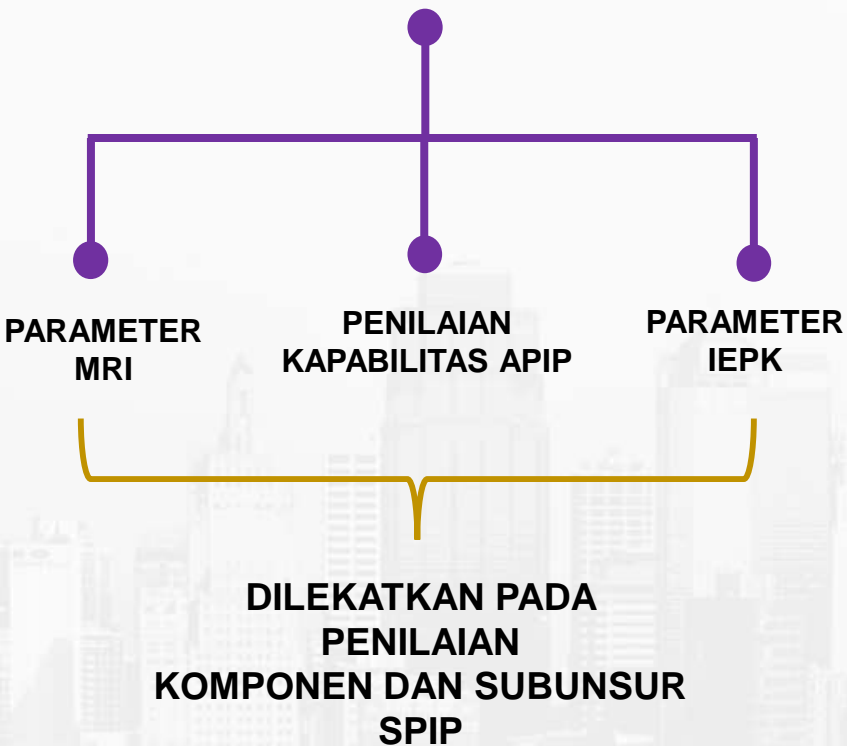 PARAMETER
MRI
PENILAIAN
KAPABILITAS APIP
PARAMETER
IEPK
DILEKATKAN PADA
PENILAIAN
KOMPONEN DAN SUBUNSUR
SPIP